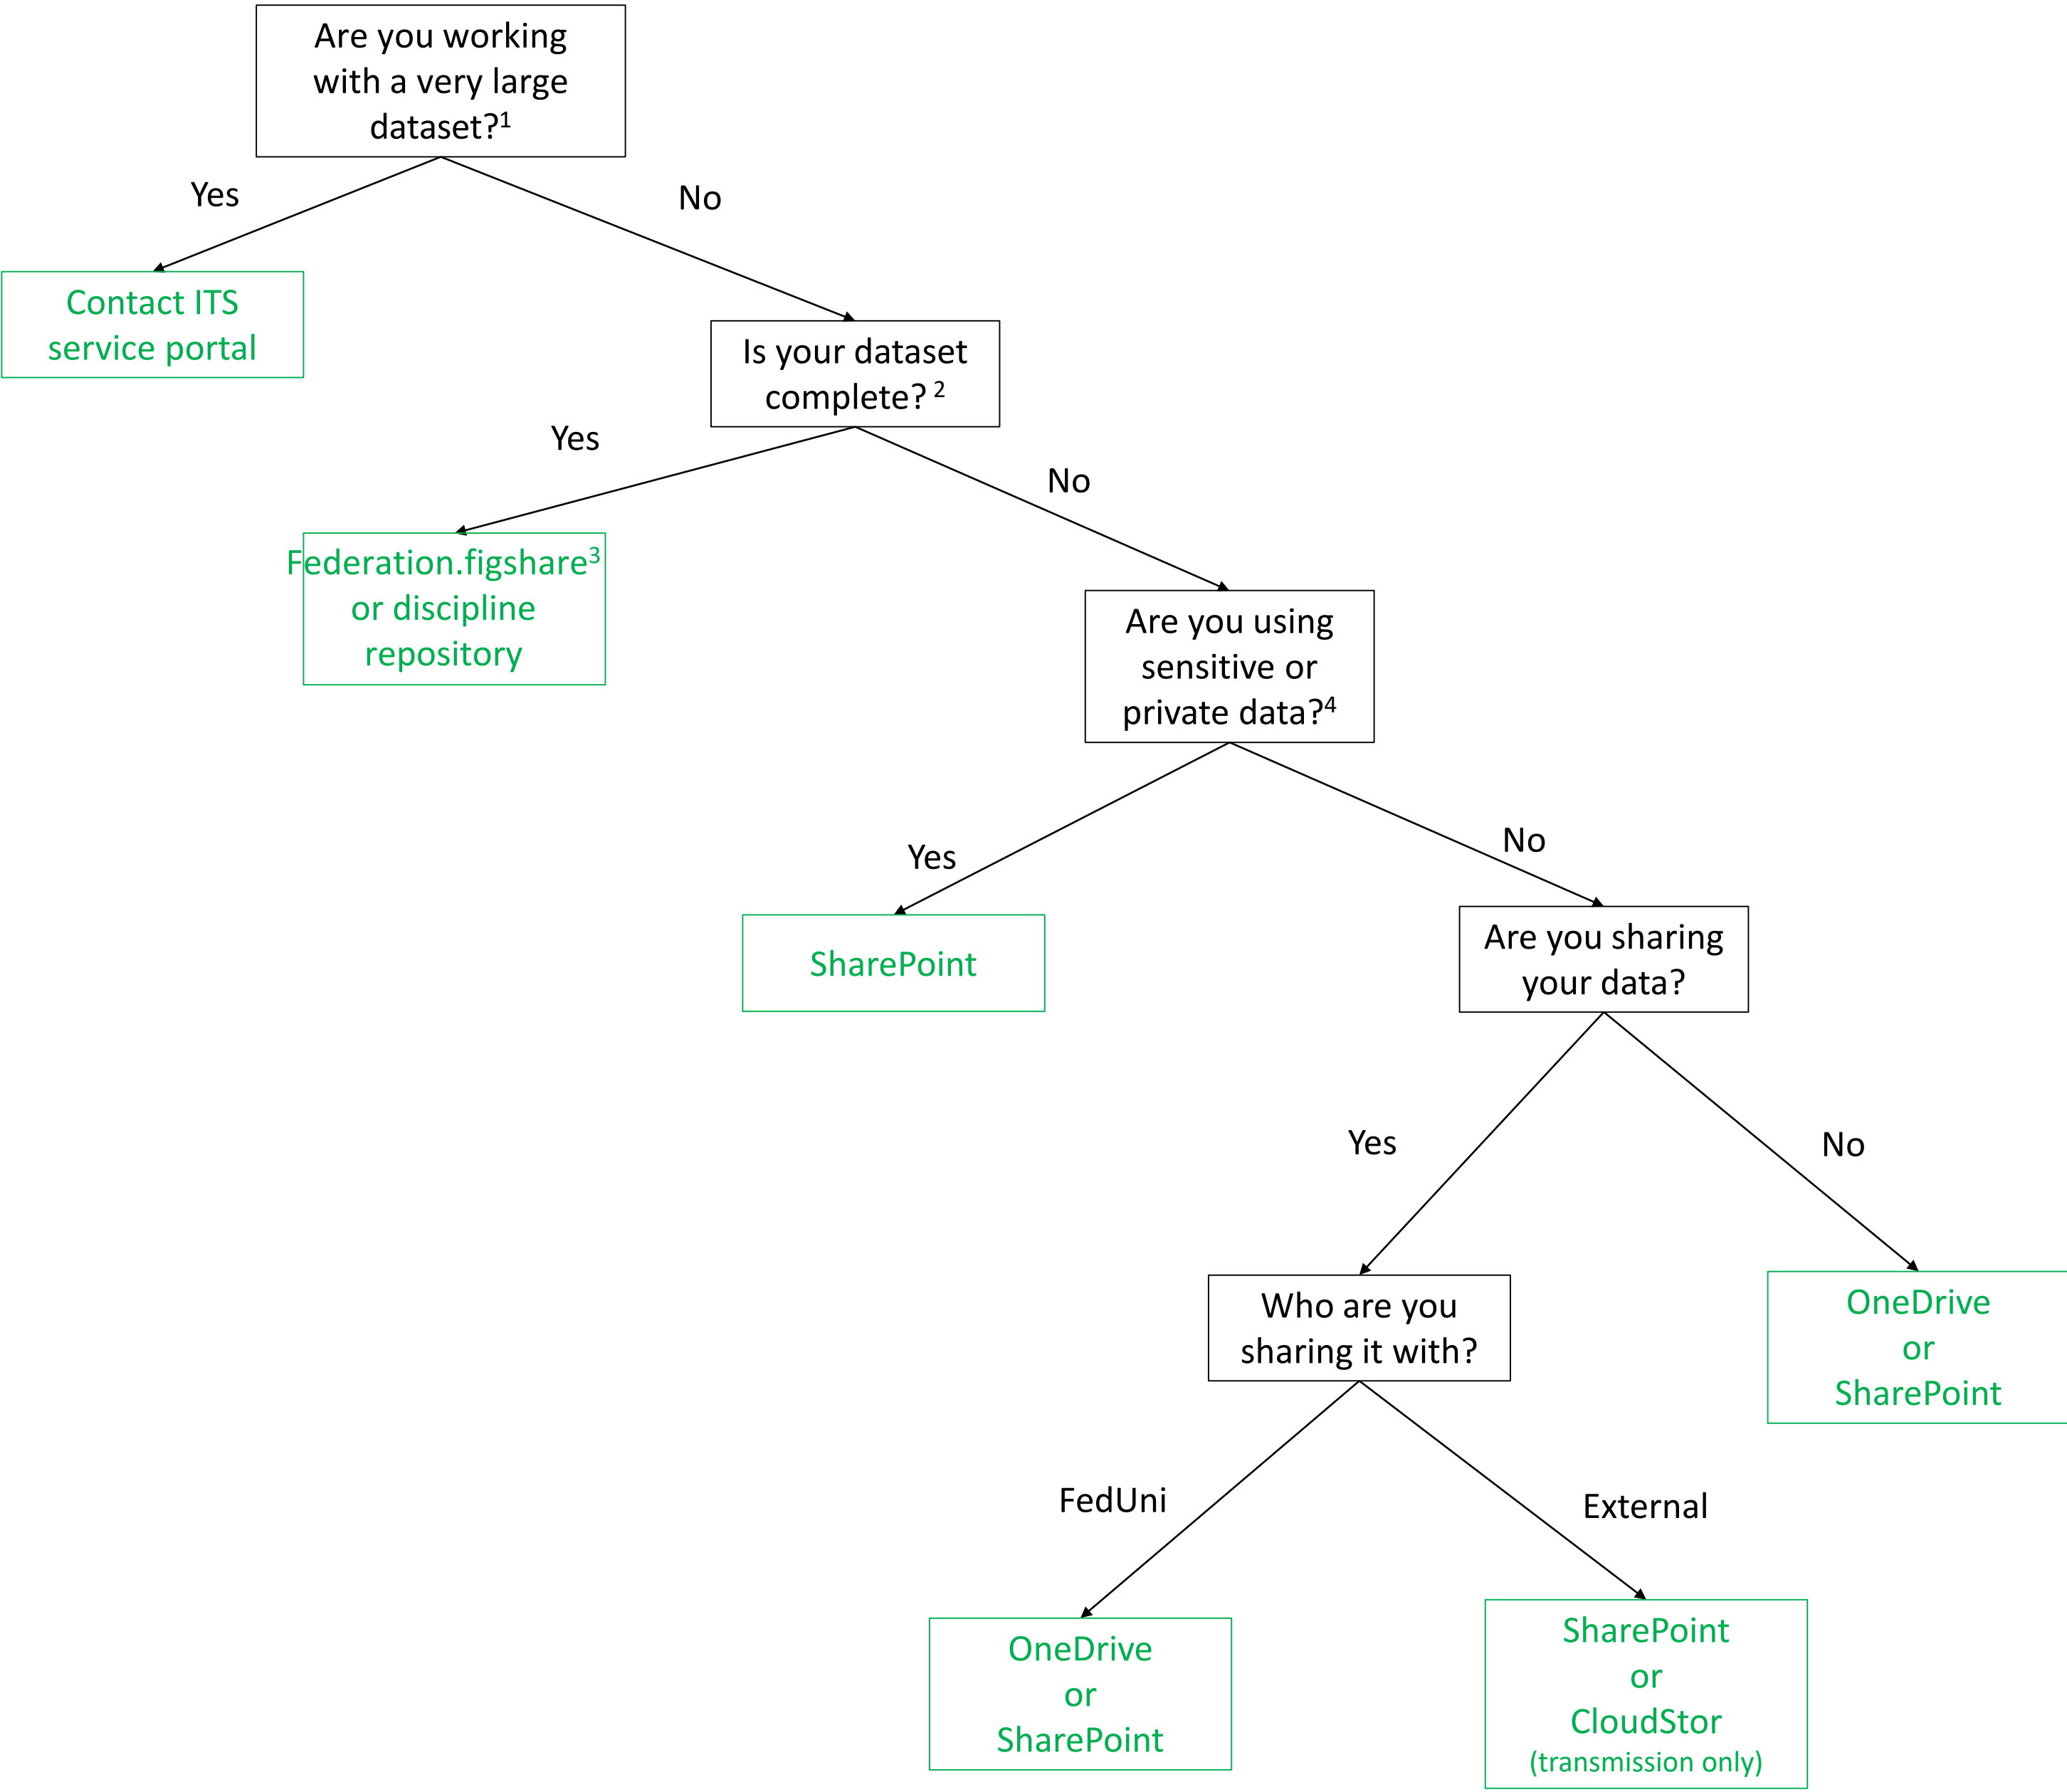 Are you working
with a very large
dataset?¹
Yes
No
Contact ITS
service portal
Is your dataset
complete? ²
Yes
No
Federation.figshare³
or discipline
repository
Are you using
sensitive or
private data?⁴
Yes
No
SharePoint
Are you sharing
your data?
Yes
No
Who are you
sharing it with?
OneDrive
or
SharePoint
FedUni
External
OneDrive
or
SharePoint
SharePoint
or
CloudStor
(transmission only)